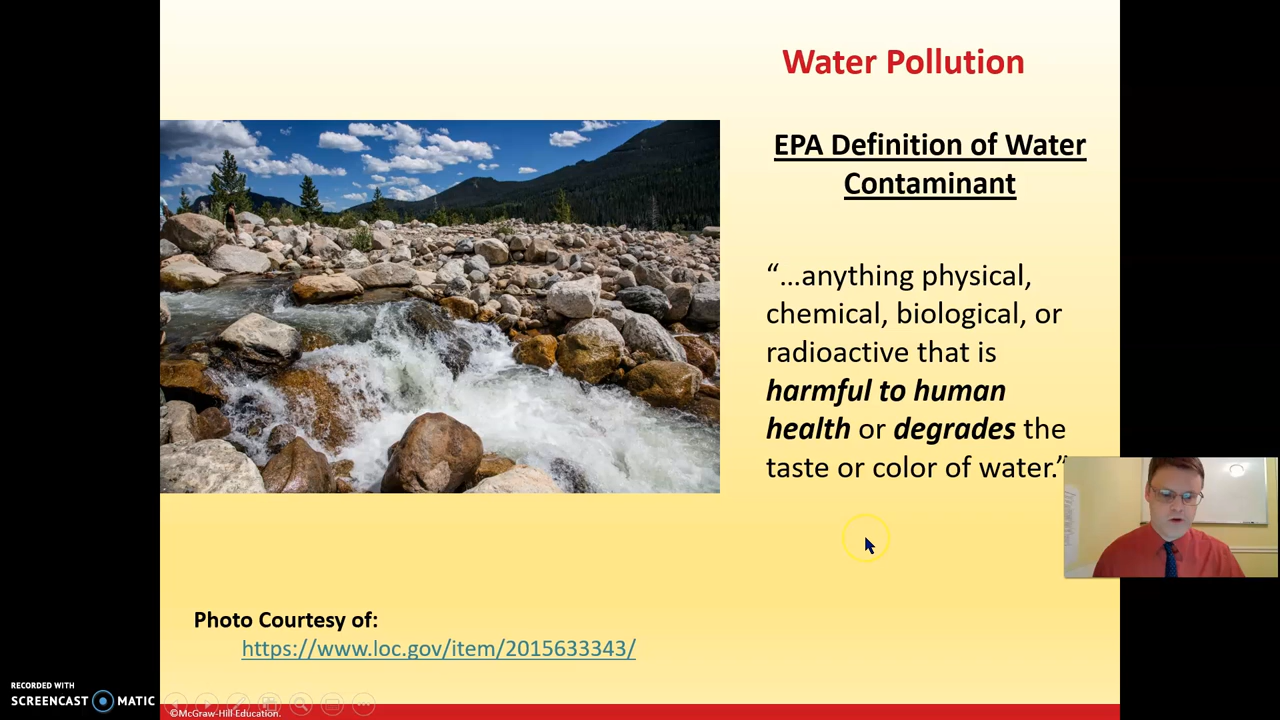 Water Pollution
EPA Definition of Water
Contaminant
“…anything physical,
chemical, biological, or
radioactive that is
harmful to human
health or degrades the
taste or color of water.”
Photo Courtesy of:
https://www.loc.gov/item/2015633343/
RECORDED WITH
SCREENCAST MATIC
©McGraw-Hill Education.